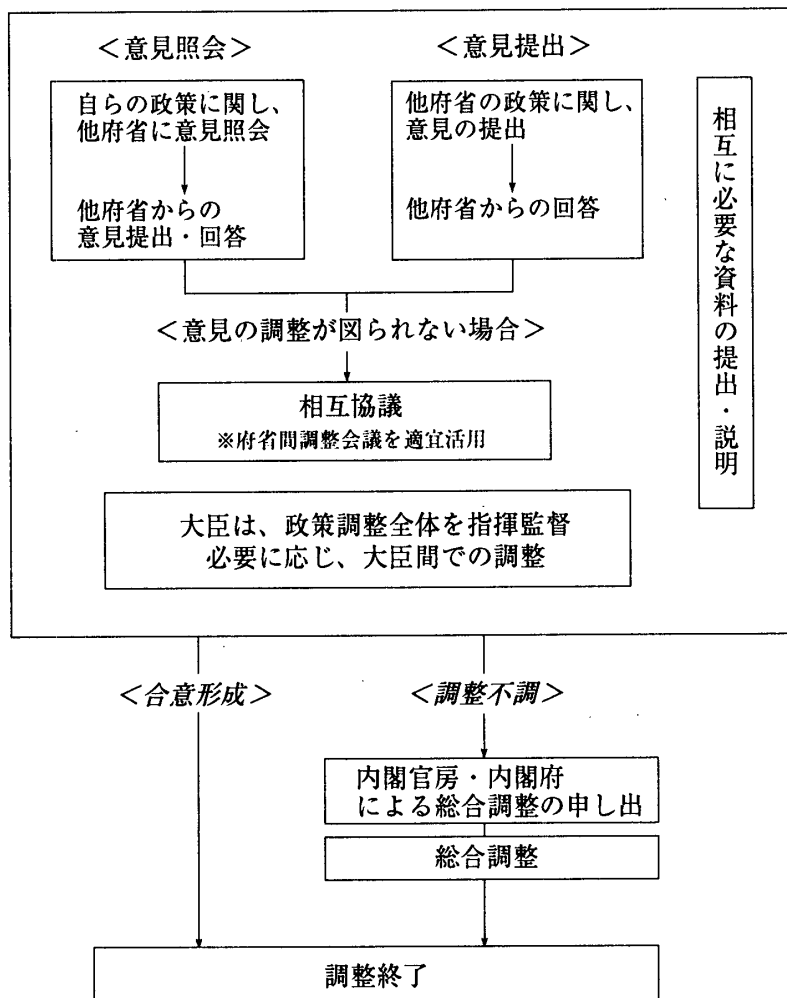 ＜意見照会＞
自らの政策に関し、
他府省に意見照会
他府省からの
意見提出・回答
＜意見提出＞
他府省の政策に関し、
意見の提出
他府省からの回答
相互に必要な資料の提出・説明
＜意見の調整が図られない場合＞
相互協議
※府省間調整会議を適宜活用
大臣は、政策調整全体を指揮監督
必要に応じ、大臣間での調整
＜合意形成＞
＜調整不調＞
内閣官房・内閣府
による総合調整の申し出
総合調整
調整終了